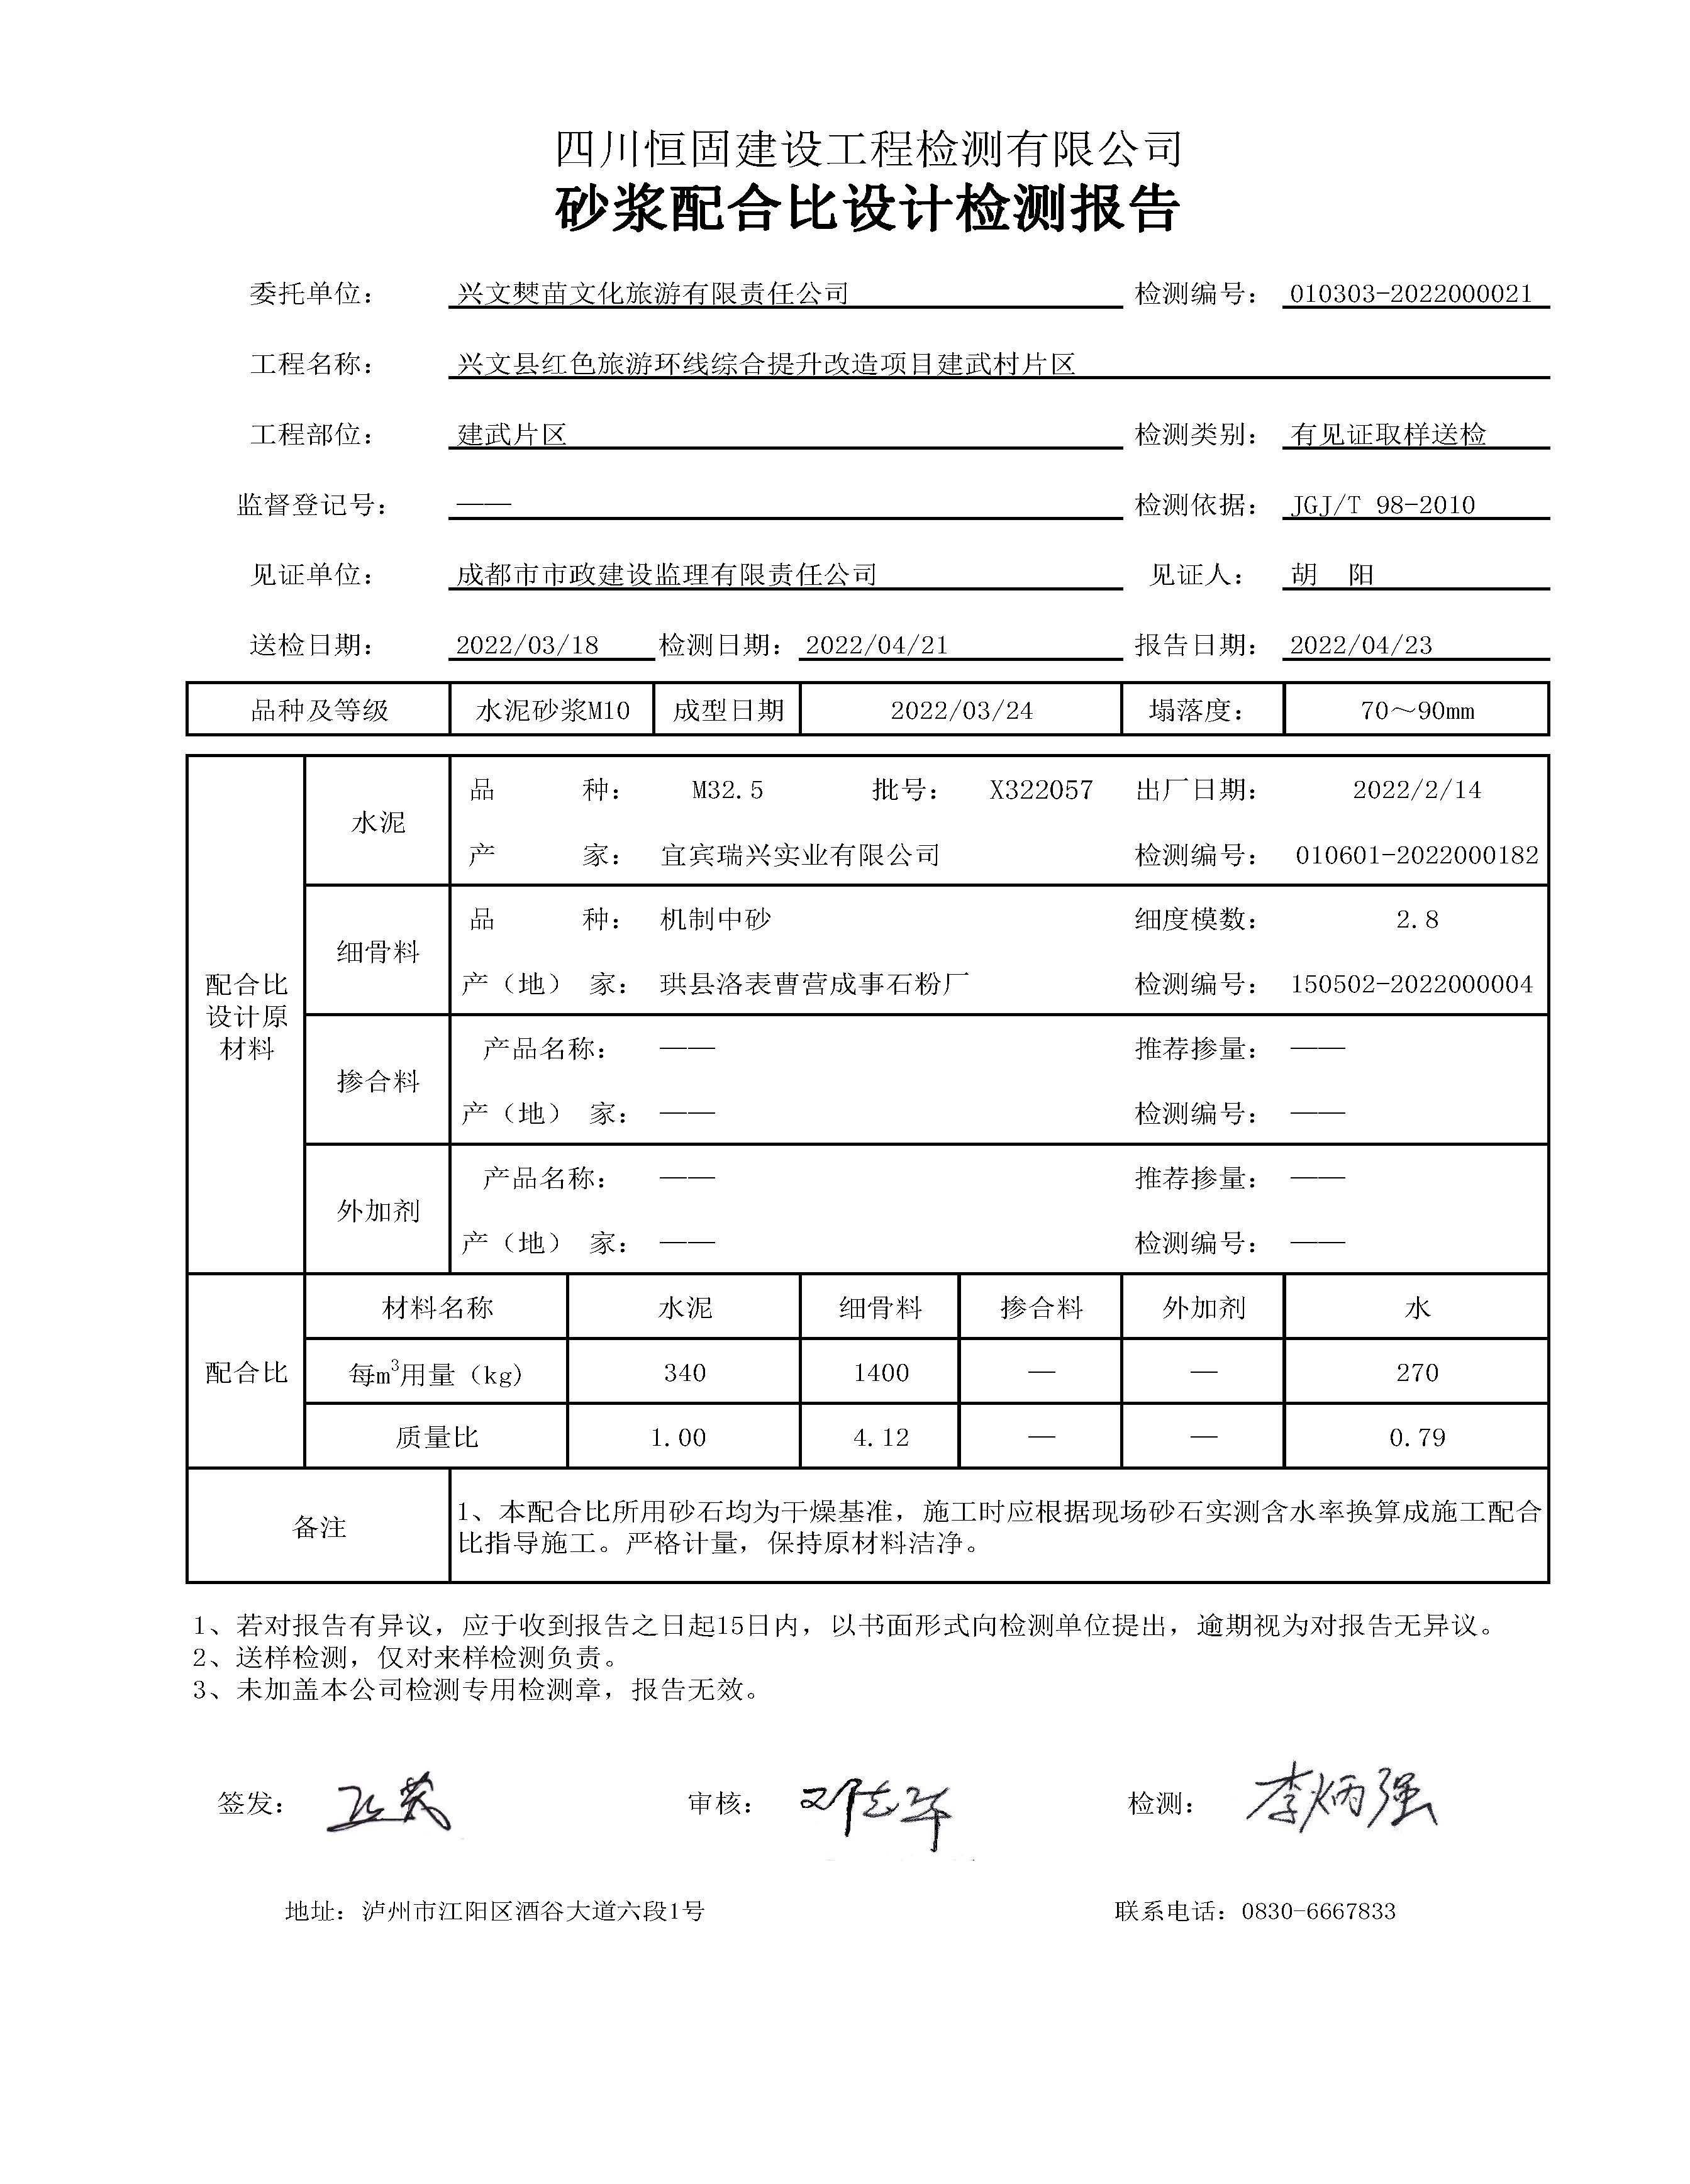 四川恒固建设工程检测有限公司
砂浆配合比设计检测报告
委托单位： 兴文僰苗文化旅游有限责任公司 检测编号： 010303-2022000021
工程名称： 兴文县红色旅游环线综合提升改造项目建武村片区
工程部位： 建武片区 检测类别： 有见证取样送检
监督登记号： —— 检测依据： JGJ/T 98-2010
见证单位： 成都市市政建设监理有限责任公司 见证人： 胡 阳
送检日期： 2022/03/18 检测日期： 2022/04/21 报告日期： 2022/04/23
品种及等级 水泥砂浆M10 成型日期 2022/03/24 塌落度： 70～90mm
配合比设计原材料
水泥
品 种： M32.5 批号： X322057 出厂日期： 2022/2/14
产 家： 宜宾瑞兴实业有限公司 检测编号： 010601-2022000182
细骨料
品 种： 机制中砂 细度模数： 2.8
产（地） 家： 珙县洛表曹营成事石粉厂 检测编号： 150502-2022000004
掺合料
产品名称： —— 推荐掺量： ——
产（地） 家： —— 检测编号： ——
外加剂
产品名称： —— 推荐掺量： ——
产（地） 家： —— 检测编号： ——
配合比
材料名称 水泥 细骨料 掺合料 外加剂 水
每m³用量（kg） 340 1400 — — 270
质量比 1.00 4.12 — — 0.79
备注
1、本配合比所用砂石均为干燥基准，施工时应根据现场砂石实测含水率换算成施工配合
比指导施工。严格计量，保持原材料洁净。
1、若对报告有异议，应于收到报告之日起15日内，以书面形式向检测单位提出，逾期视为对报告无异议。
2、送样检测，仅对来样检测负责。
3、未加盖本公司检测专用检测章，报告无效。
签发： 审核： 检测： 李炳强
地址：泸州市江阳区酒谷大道六段1号 联系电话：0830-6667833